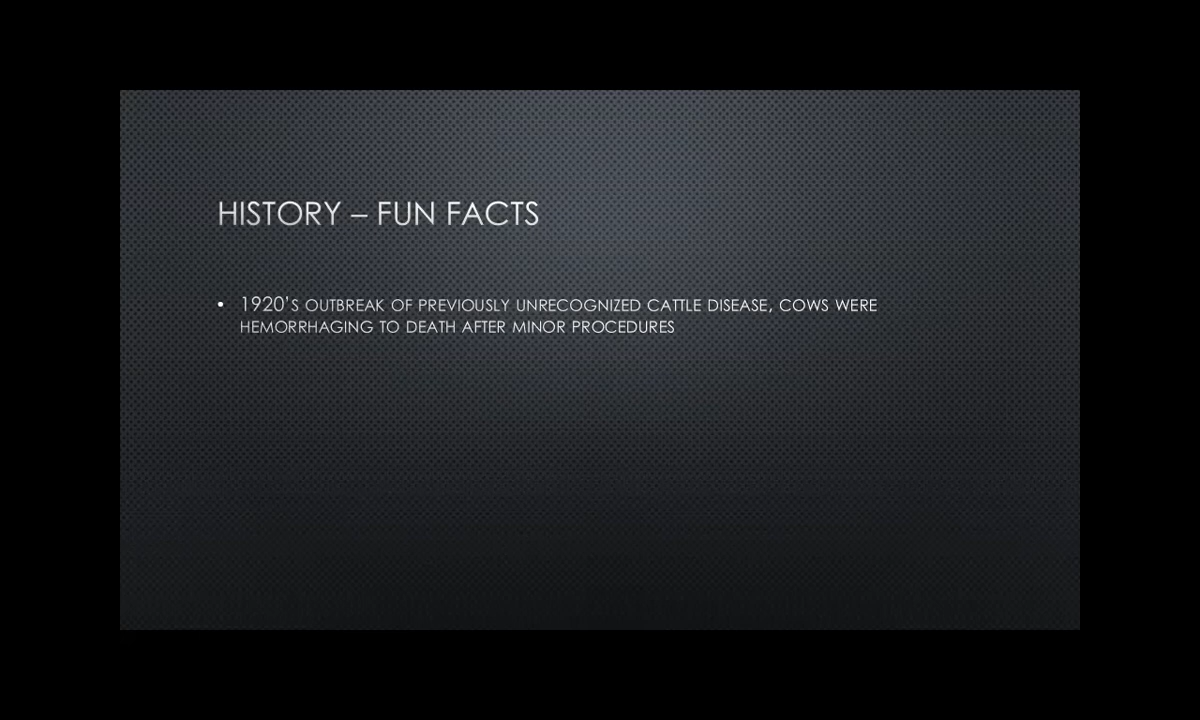 HISTORY – FUN FACTS
• 1920’S OUTBREAK OF PREVIOUSLY UNRECOGNIZED CATTLE DISEASE, COWS WERE
HEMORRHAGING TO DEATH AFTER MINOR PROCEDURES